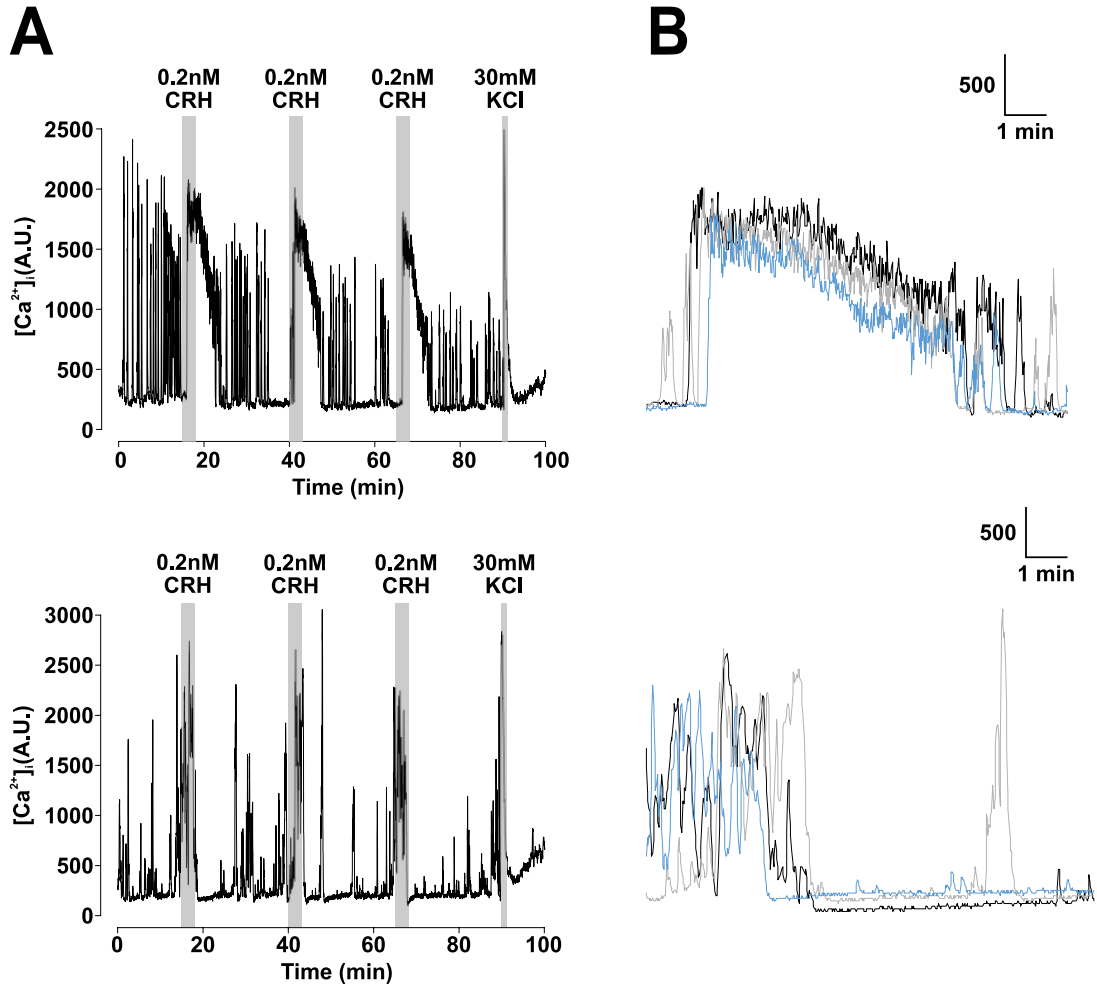 A
B
0.2nM 0.2nM 0.2nM 30mM
CRH CRH CRH KCl
500
1 min
2500
2000
1500
1000
500
0
[Ca²⁺]ᵢ(A.U.)
0 20 40 60 80 100
Time (min)
500
1 min
0.2nM 0.2nM 0.2nM 30mM
CRH CRH CRH KCl
3000
2500
2000
1500
1000
500
0
[Ca²⁺]ᵢ(A.U.)
0 20 40 60 80 100
Time (min)